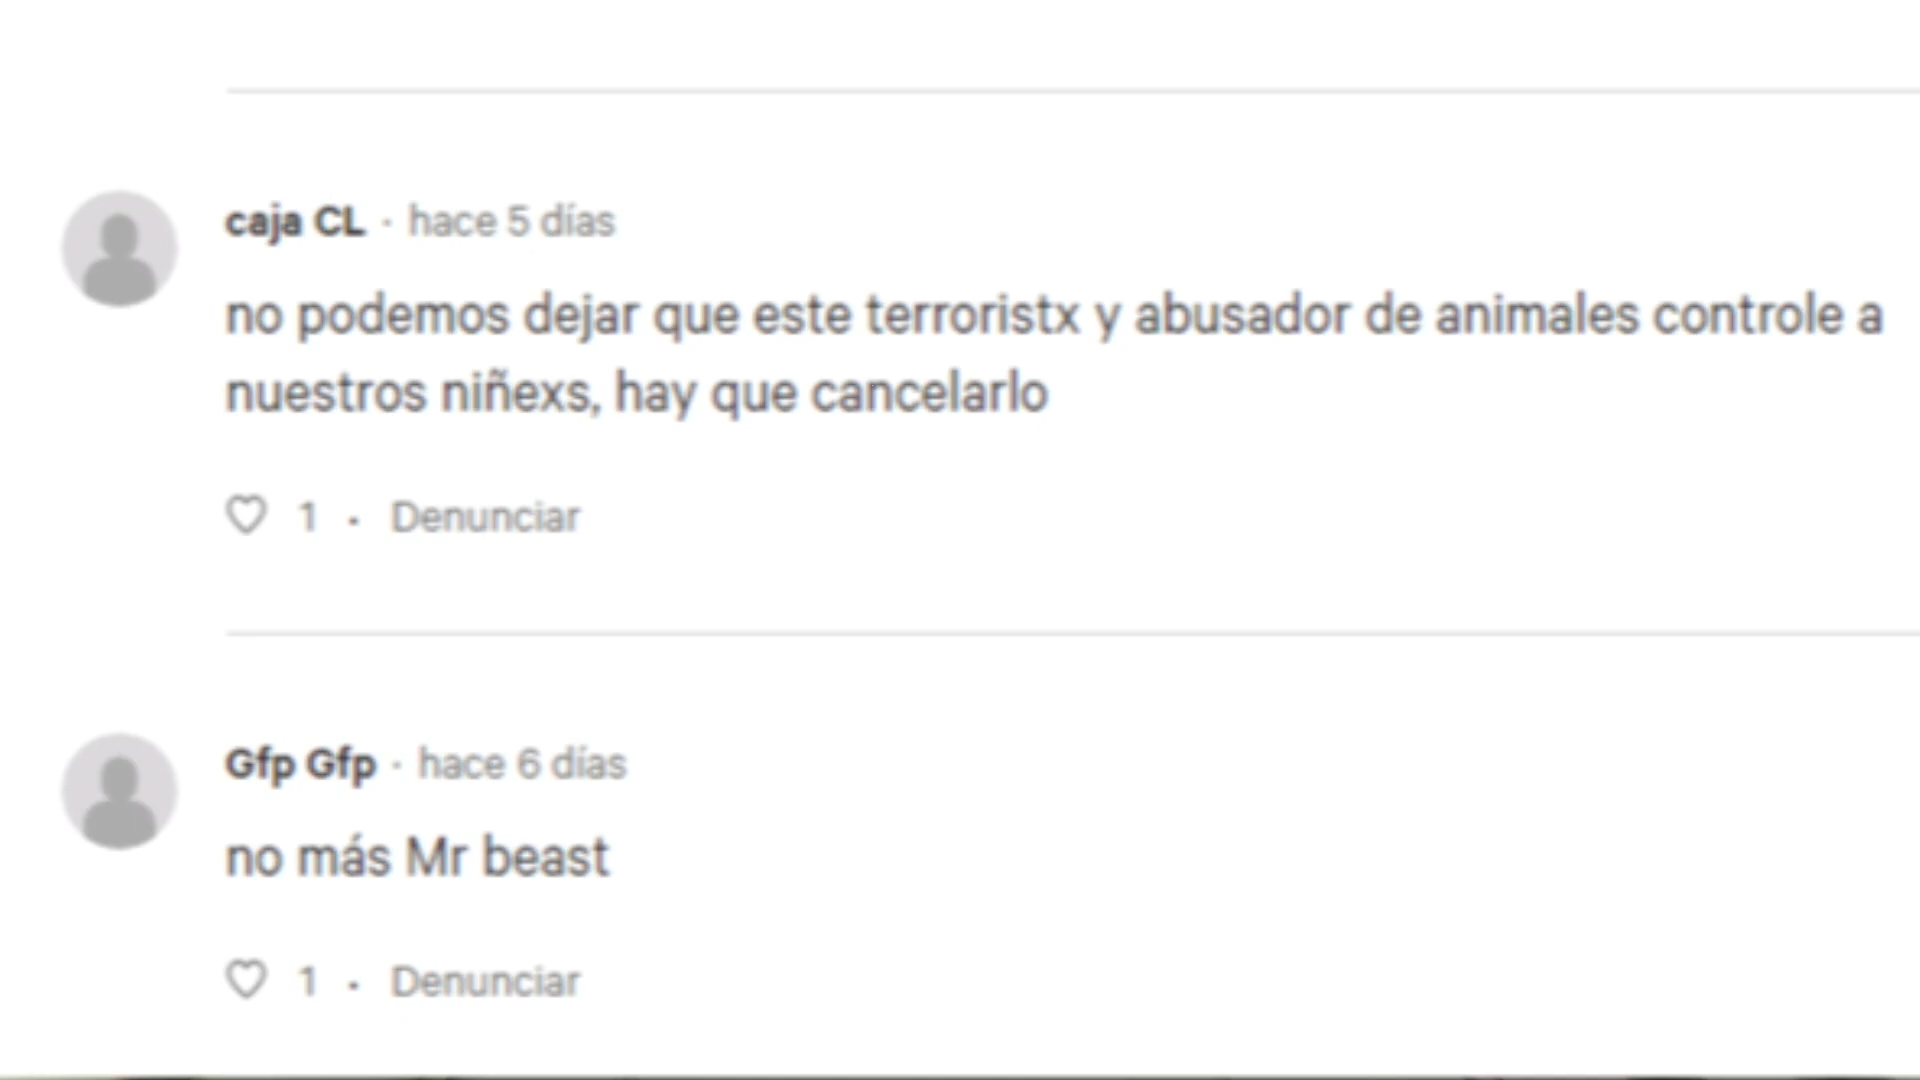 caja CL · hace 5 días
no podemos dejar que este terroristx y abusador de animales controle a
nuestros niñexs, hay que cancelarlo
1 · Denunciar
Gfp Gfp · hace 6 días
no más Mr beast
1 · Denunciar